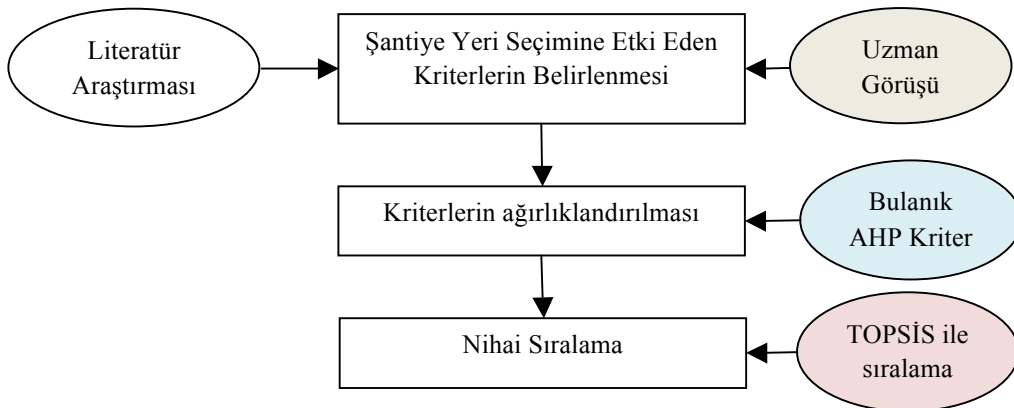 Literatür
Araştırması
Şantiye Yeri Seçimine Etki Eden
Kriterlerin Belirlenmesi
Uzman
Görüşü
Kriterlerin ağırlıklandırılması
Bulanık
AHP Kriter
Nihai Sıralama
TOPSİS ile
sıralama